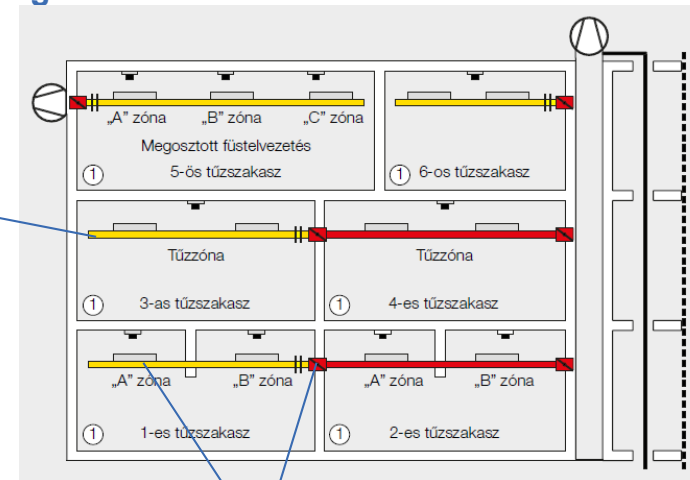 „A” zóna „B” zóna „C” zóna
Megosztott füstelvezetés
1 5-ös tűzszakasz
1 6-os tűzszakasz
Tűzzóna Tűzzóna
1 3-as tűzszakasz
1 4-es tűzszakasz
„A” zóna „B” zóna „A” zóna „B” zóna
1 1-es tűzszakasz
1 2-es tűzszakasz